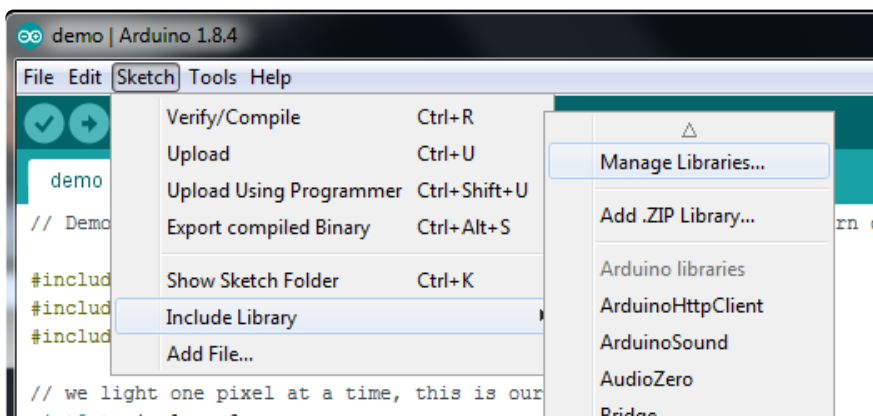 demo | Arduino 1.8.4
File Edit Sketch Tools Help
Verify/Compile Ctrl+R
Upload Ctrl+U
Upload Using Programmer Ctrl+Shift+U
Export compiled Binary Ctrl+Alt+S
Show Sketch Folder Ctrl+K
Include Library
Add File...
Manage Libraries...
Add .ZIP Library...
Arduino libraries
ArduinoHttpClient
ArduinoSound
AudioZero
Bridge
demo
// Demo
#includ
#includ
#includ
// we light one pixel at a time, this is our